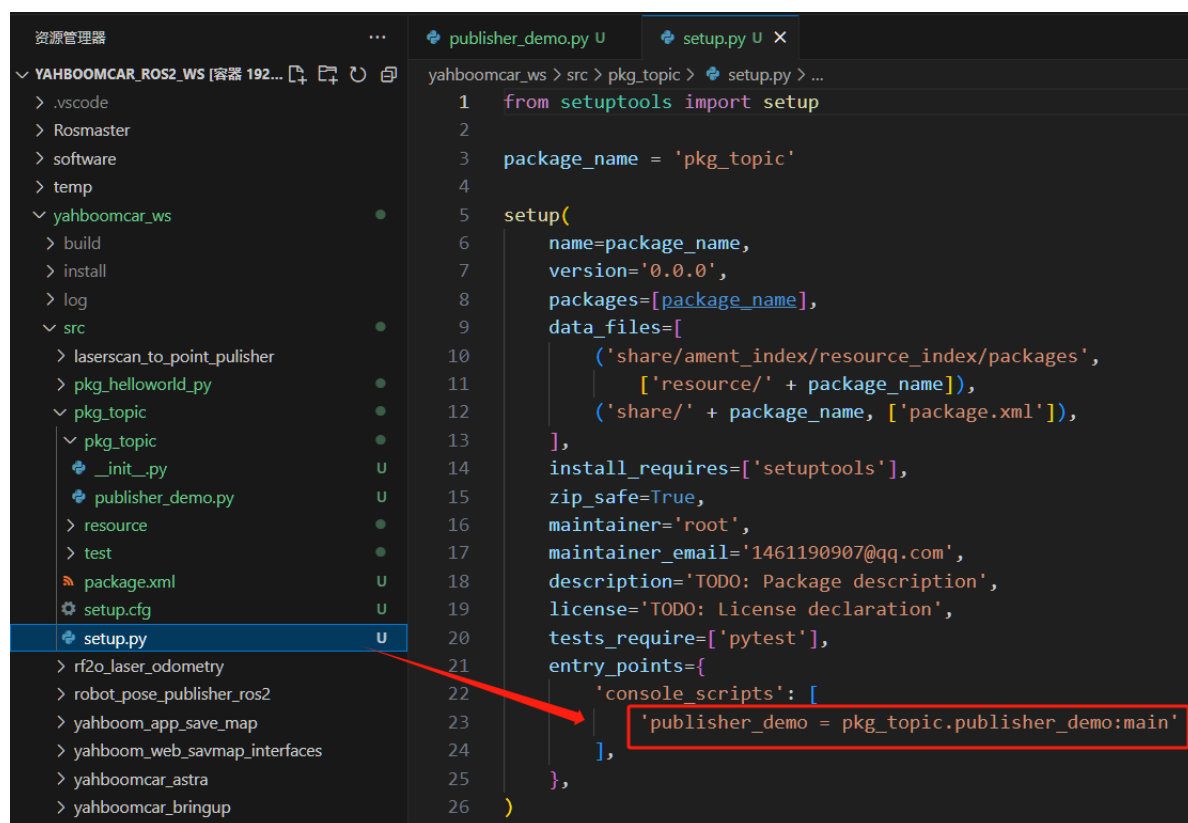 资源管理器
···
YAHBOOMCAR_ROS2_WS [容器 192...
.vscode
Rosmaster
software
temp
yahboomcar_ws
build
install
log
src
laserscan_to_point_pulisher
pkg_helloworld_py
pkg_topic
pkg_topic
__init__.py U
publisher_demo.py U
resource
test
package.xml U
setup.cfg U
setup.py U
rf2o_laser_odometry
robot_pose_publisher_ros2
yahboom_app_save_map
yahboom_web_savmap_interfaces
yahboomcar_astra
yahboomcar_bringup
publisher_demo.py U setup.py U
yahboomcar_ws > src > pkg_topic > setup.py > ...
1 from setuptools import setup
2
3 package_name = 'pkg_topic'
4
5 setup(
6 name=package_name,
7 version='0.0.0',
8 packages=[package_name],
9 data_files=[
10 ('share/ament_index/resource_index/packages',
11 ['resource/' + package_name]),
12 ('share/' + package_name, ['package.xml']),
13 ],
14 install_requires=['setuptools'],
15 zip_safe=True,
16 maintainer='root',
17 maintainer_email='1461190907@qq.com',
18 description='TODO: Package description',
19 license='TODO: License declaration',
20 tests_require=['pytest'],
21 entry_points={
22 'console_scripts': [
23 'publisher_demo = pkg_topic.publisher_demo:main'
24 ],
25 },
26 )